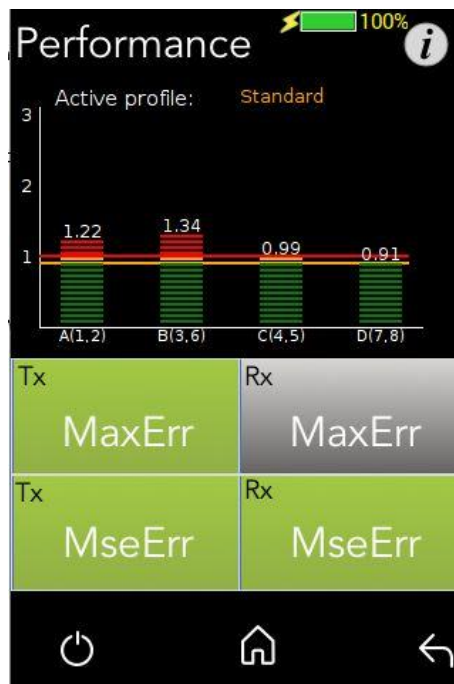 100%
Performance
i
Active profile: Standard
3
2
1
1.22 1.34 0.99 0.91
A(1,2) B(3,6) C(4,5) D(7,8)
Tx Rx
MaxErr MaxErr
Tx Rx
MseErr MseErr